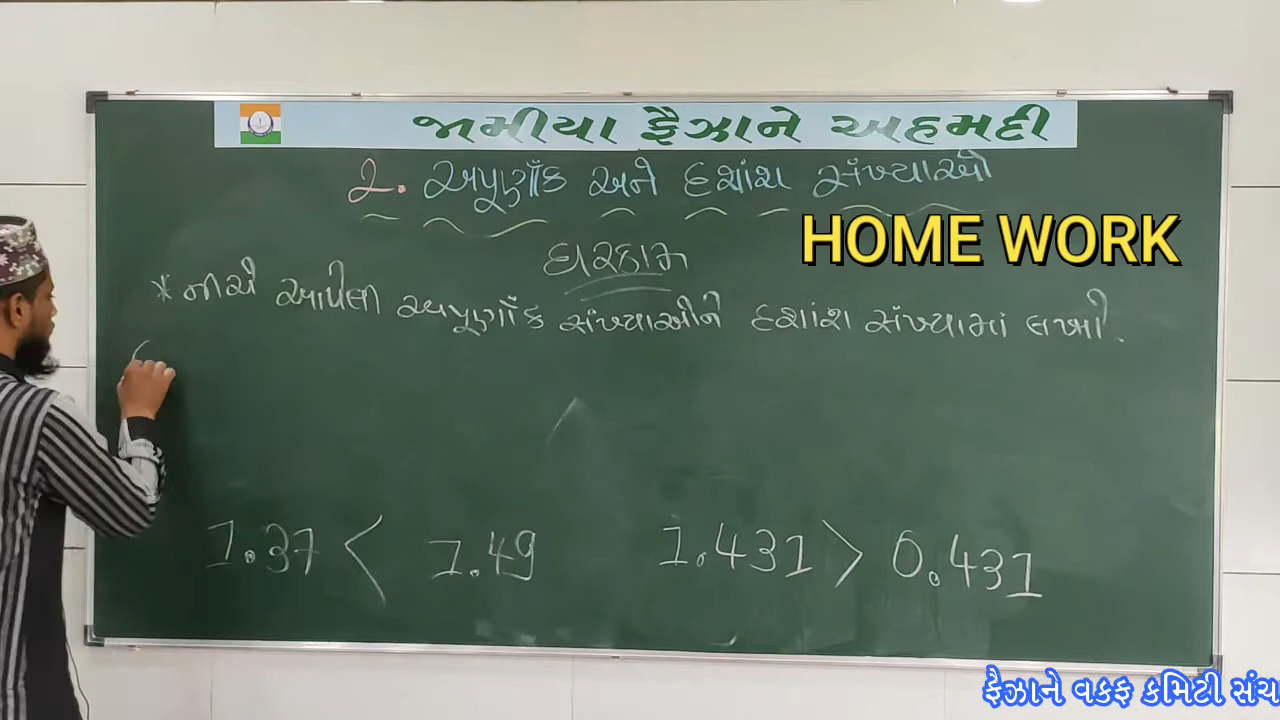 જામીયા ફૈઝાને અહમદી
2. અપૂર્ણાંક અને દશાંશ સંખ્યાઓ
HOME WORK
ઘરકામ
* નીચે આપેલી અપૂર્ણાંક સંખ્યાઓને દશાંશ સંખ્યામાં લખો.
1.37 < 1.49 1.431 > 0.431
ફૈઝાને વકફ કમિટી સંચ